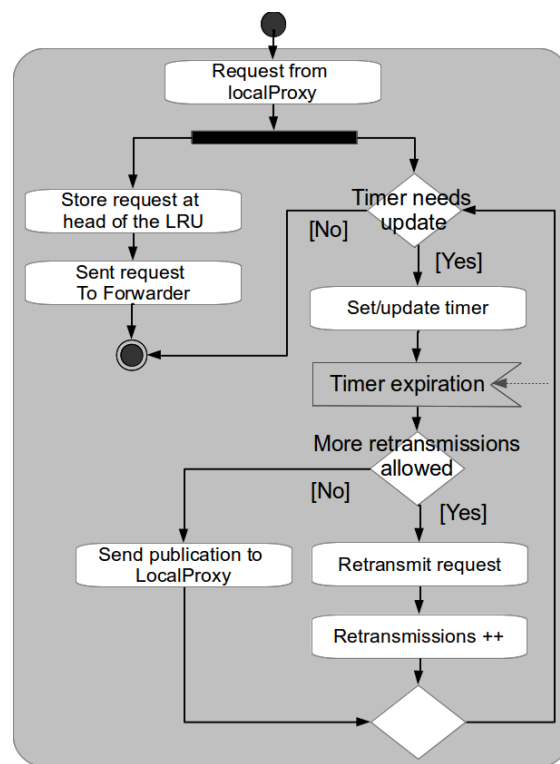 Request from
localProxy
Store request at
head of the LRU
Timer needs
update
[No]
[Yes]
Sent request
To Forwarder
Set/update timer
Timer expiration
More retransmissions
allowed
[No]
[Yes]
Send publication to
LocalProxy
Retransmit request
Retransmissions ++